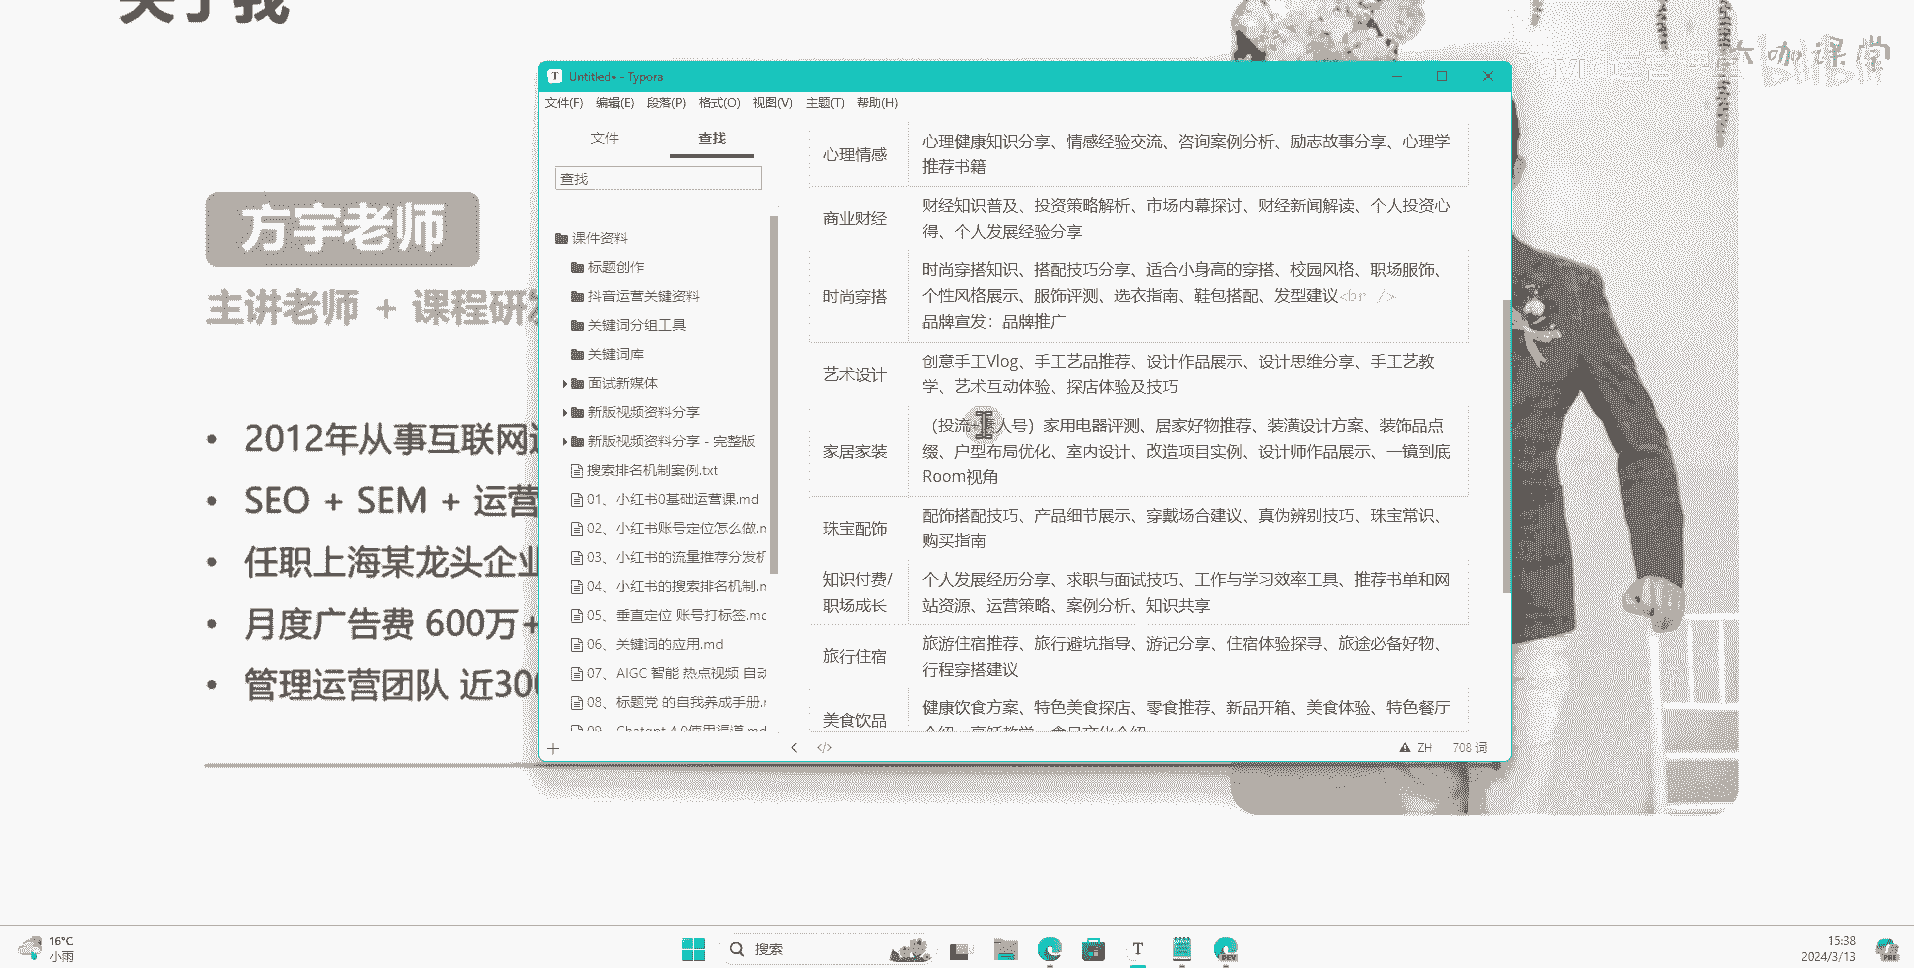 关于我
六咖课堂
bilibili
方宇老师
主讲老师 + 课程研
2012年从事互联网
SEO + SEM + 运营
任职上海某龙头企业
月度广告费 600万+
管理运营团队 近300
Untitled• - Typora
文件(F) 编辑(E) 段落(P) 格式(O) 视图(V) 主题(T) 帮助(H)
文件 查找
查找
课件资料
标题创作
抖音运营关键资料
关键词分组工具
关键词库
面试新媒体
新版视频资料分享
新版视频资料分享 - 完整版
搜索排名机制案例.txt
01、小红书0基础运营课.md
02、小红书账号定位怎么做.m
03、小红书的流量推荐分发机
04、小红书的搜索排名机制.m
05、垂直定位 账号打标签.mc
06、关键词的应用.md
07、AIGC 智能 热点视频 自动
08、标题党 的自我养成手册.r
09、Chatgpt 4.0使用渠道.md
心理情感
心理健康知识分享、情感经验交流、咨询案例分析、励志故事分享、心理学
推荐书籍
商业财经
财经知识普及、投资策略解析、市场内幕探讨、财经新闻解读、个人投资心
得、个人发展经验分享
时尚穿搭
时尚穿搭知识、搭配技巧分享、适合小身高的穿搭、校园风格、职场服饰、
个性风格展示、服饰评测、选衣指南、鞋包搭配、发型建议<br />
品牌宣发：品牌推广
艺术设计
创意手工Vlog、手工艺品推荐、设计作品展示、设计思维分享、手工艺教
学、艺术互动体验、探店体验及技巧
家居家装
（投流+素人号）家用电器评测、居家好物推荐、装潢设计方案、装饰品点
缀、户型布局优化、室内设计、改造项目实例、设计师作品展示、一镜到底
Room视角
珠宝配饰
配饰搭配技巧、产品细节展示、穿戴场合建议、真伪辨别技巧、珠宝常识、
购买指南
知识付费/
职场成长
个人发展经历分享、求职与面试技巧、工作与学习效率工具、推荐书单和网
站资源、运营策略、案例分析、知识共享
旅行住宿
旅游住宿推荐、旅行避坑指导、游记分享、住宿体验探寻、旅途必备好物、
行程穿搭建议
美食饮品
健康饮食方案、特色美食探店、零食推荐、新品开箱、美食体验、特色餐厅
介绍、烹饪教学、食品文化介绍
ZH 708 词
16°C
小雨
搜索
15:38
2024/3/13